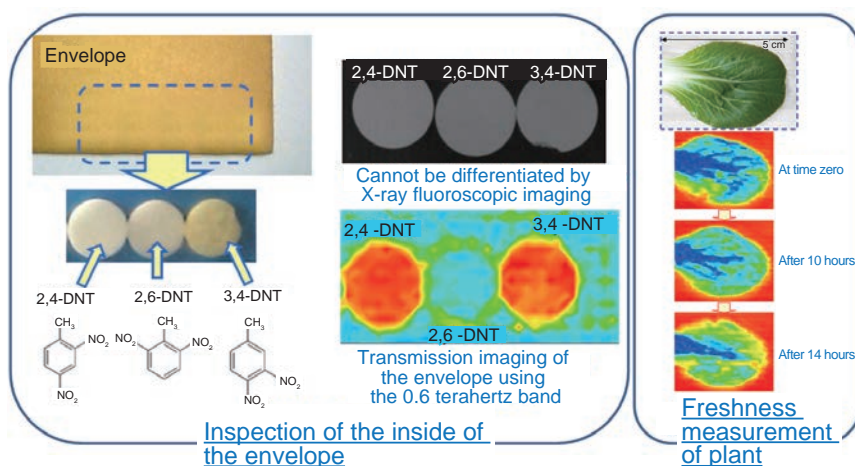 Envelope
2,4-DNT
2,6-DNT
3,4-DNT
CH3
NO2
NO2
CH3
NO2
NO2
CH3
NO2
NO2
2,4-DNT 2,6-DNT 3,4-DNT
Cannot be differentiated by
X-ray fluoroscopic imaging
2,4 -DNT
3,4 -DNT
2,6 -DNT
Transmission imaging of
the envelope using
the 0.6 terahertz band
Inspection of the inside of
the envelope
5 cm
At time zero
After 10 hours
After 14 hours
Freshness
measurement
of plant